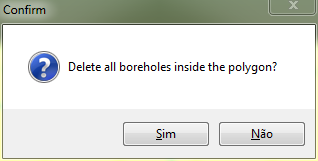 Confirm
Delete all boreholes inside the polygon?
Sim
Não